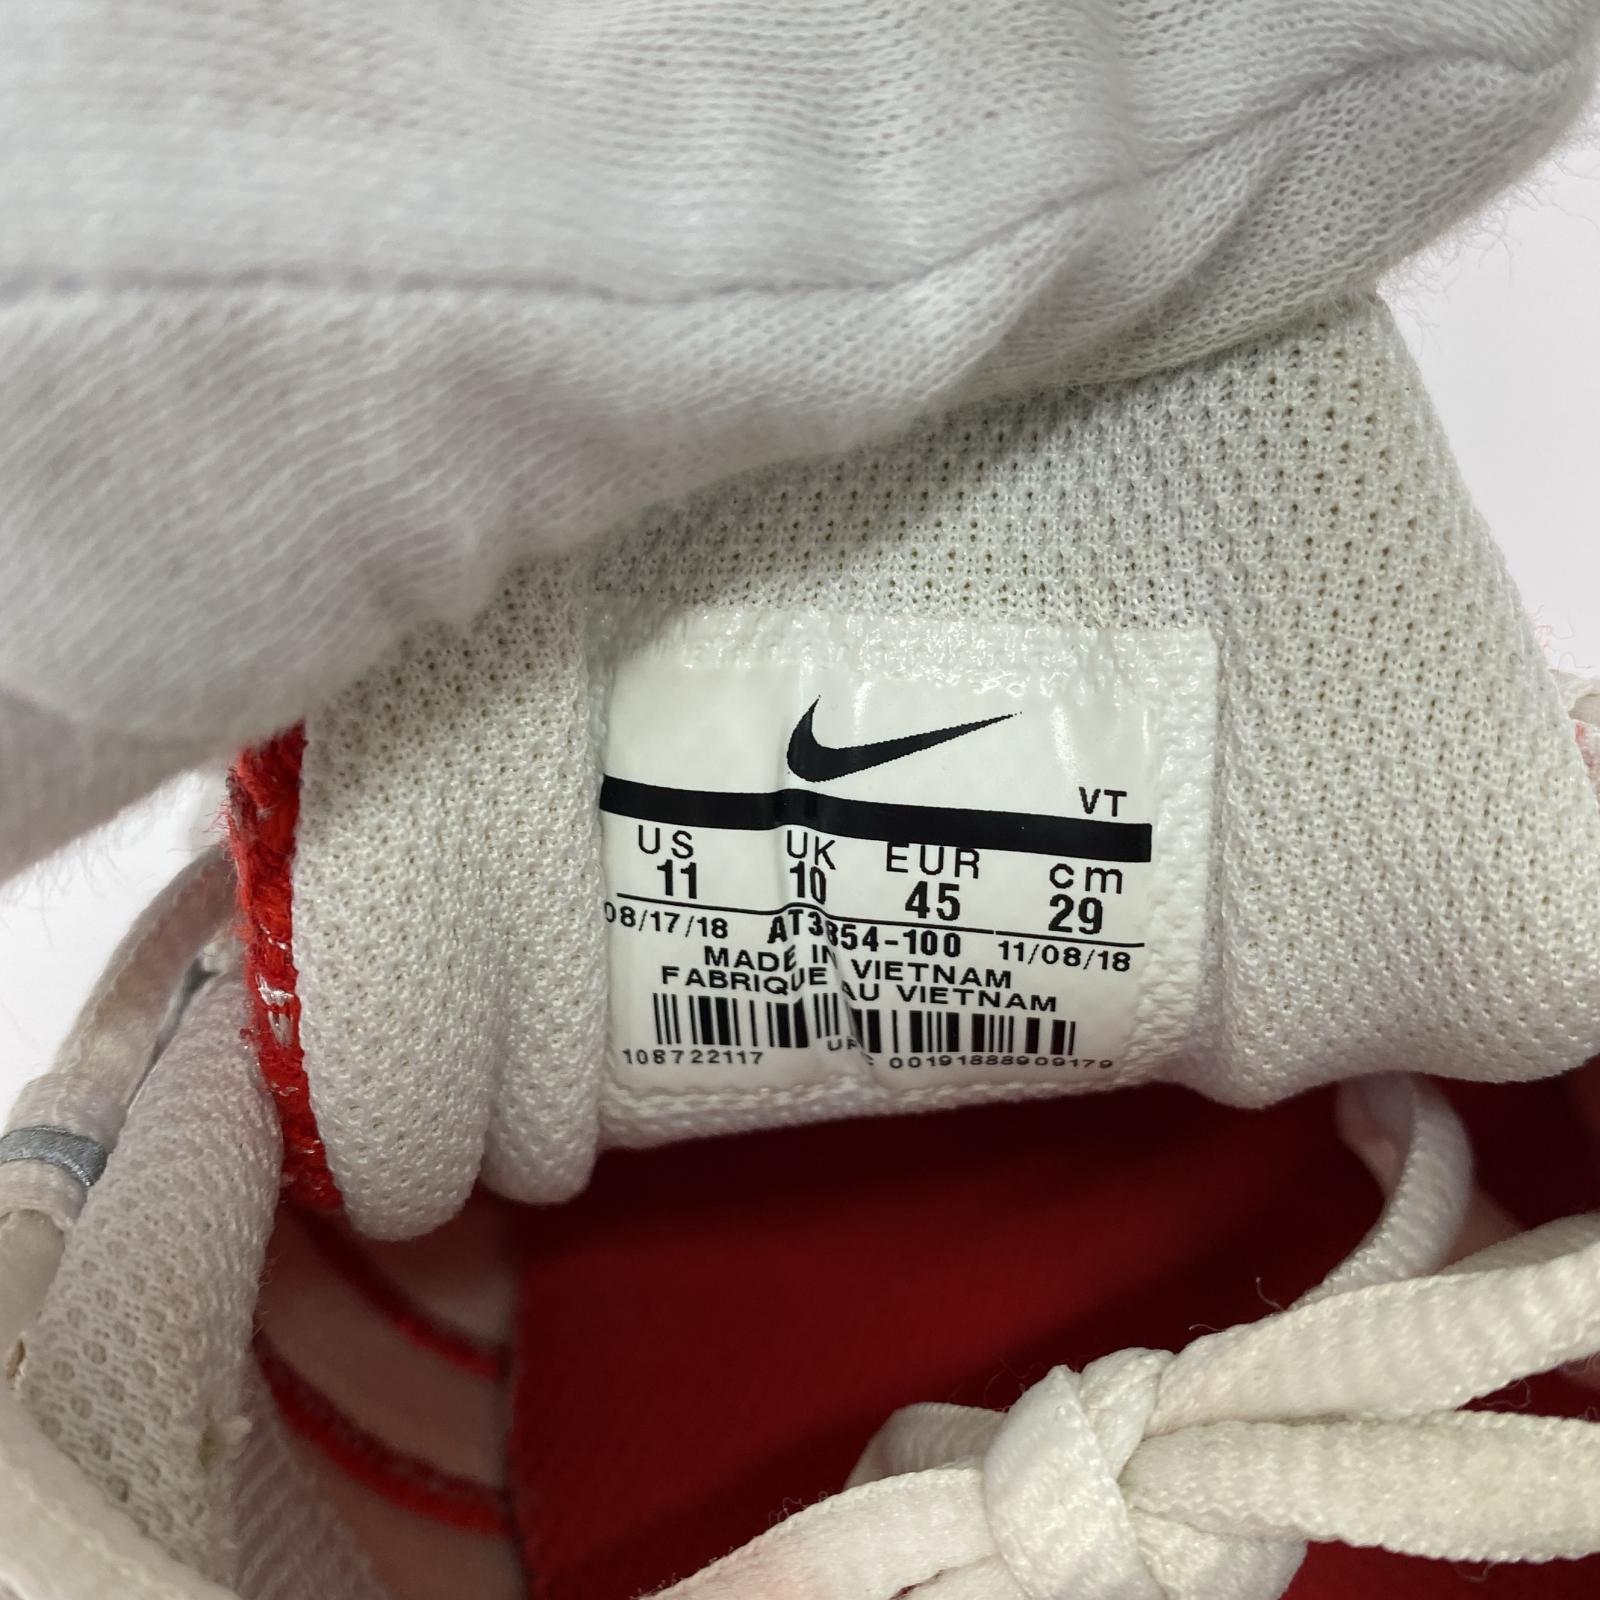 VT
US UK EUR cm
11 10 45 29
08/17/18 AT3854-100 11/08/18
MADE IN VIETNAM
FABRIQUE AU VIETNAM
108722117 UPC 00191888909179